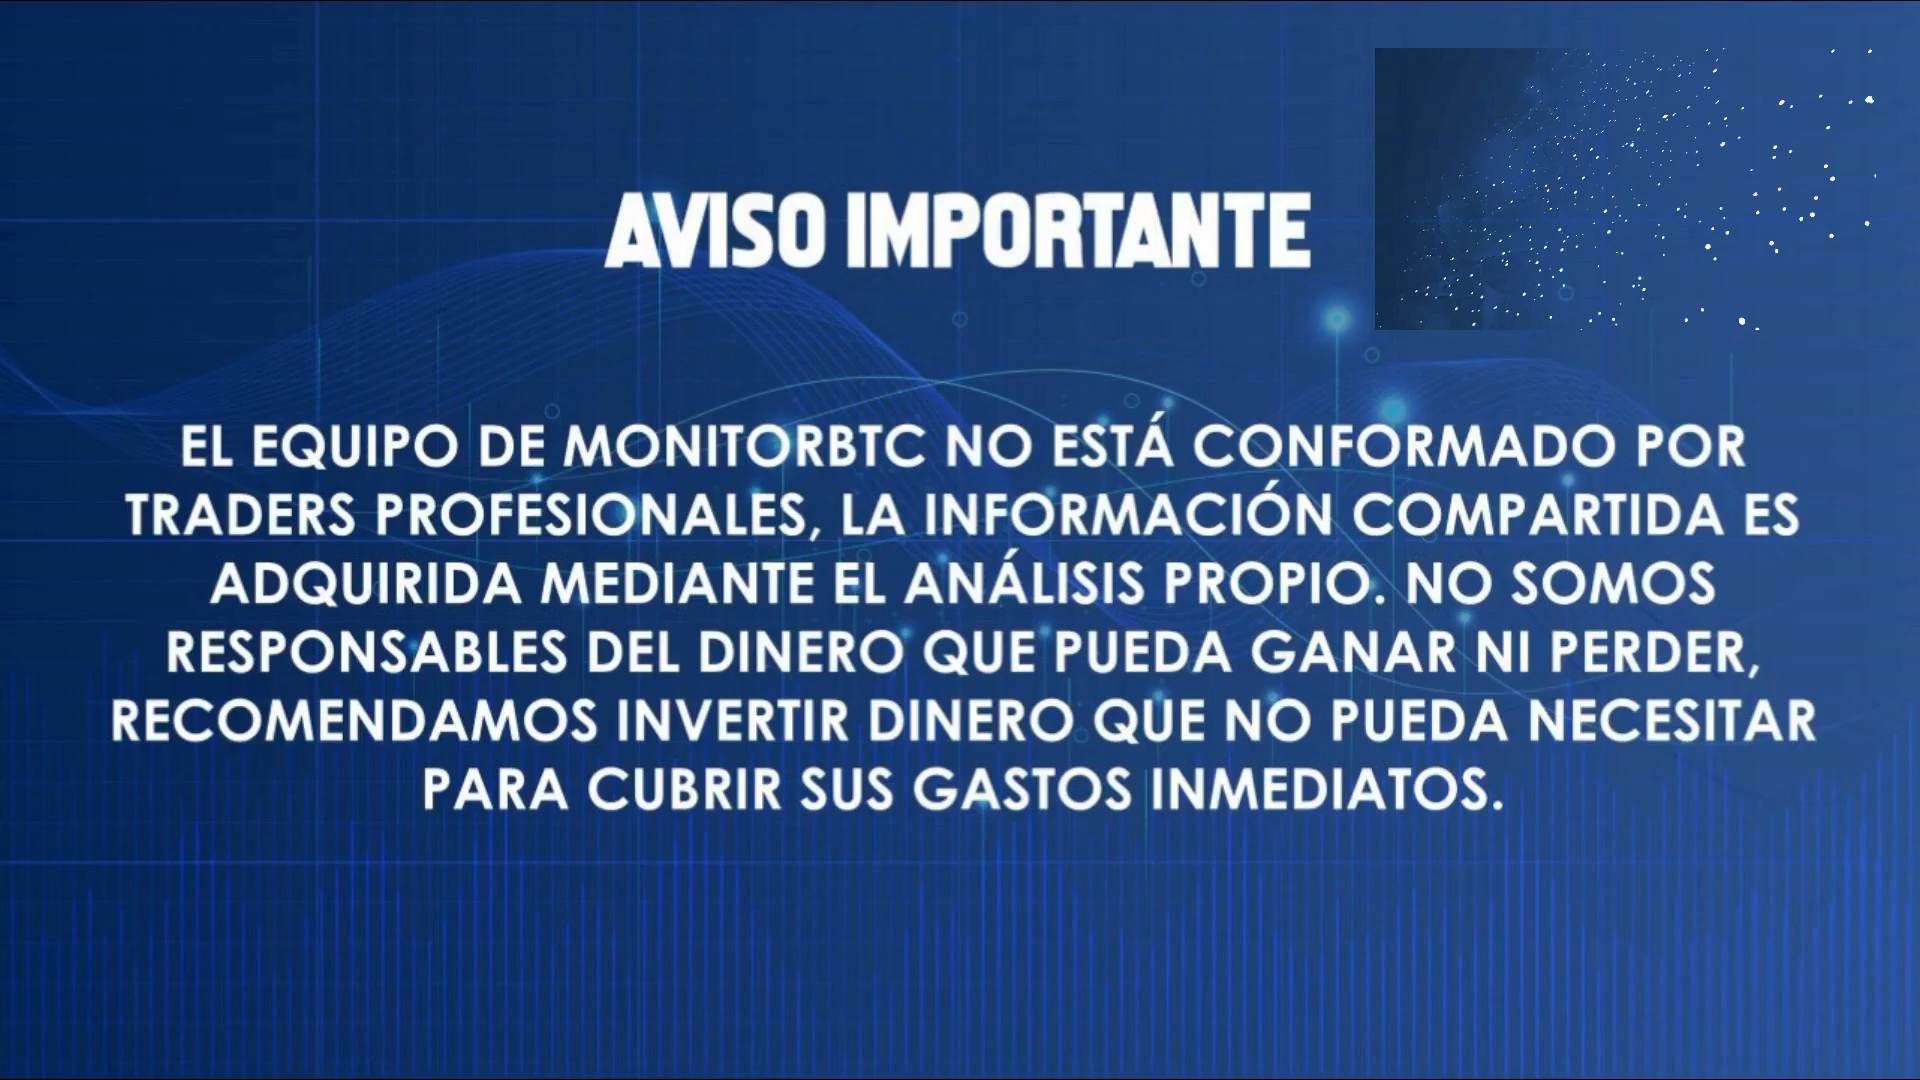 AVISO IMPORTANTE
EL EQUIPO DE MONITORBTC NO ESTÁ CONFORMADO POR
TRADERS PROFESIONALES, LA INFORMACIÓN COMPARTIDA ES
ADQUIRIDA MEDIANTE EL ANÁLISIS PROPIO. NO SOMOS
RESPONSABLES DEL DINERO QUE PUEDA GANAR NI PERDER,
RECOMENDAMOS INVERTIR DINERO QUE NO PUEDA NECESITAR
PARA CUBRIR SUS GASTOS INMEDIATOS.